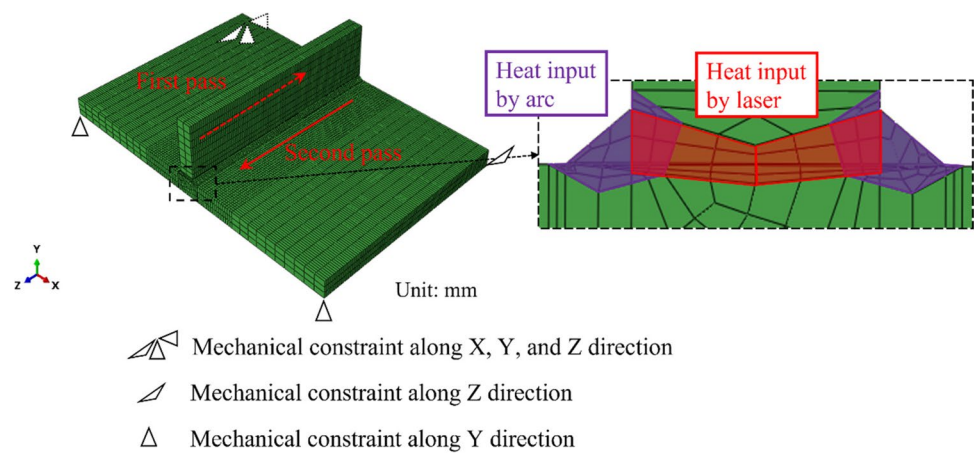 First pass
Second pass
Heat input
by arc
Heat input
by laser
Y
Z
X
Unit: mm
Mechanical constraint along X, Y, and Z direction
Mechanical constraint along Z direction
Mechanical constraint along Y direction